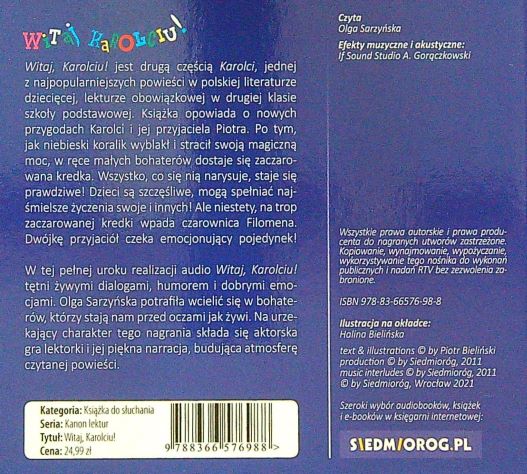 Witaj Karolciu!
Witaj, Karolciu! jest drugą częścią Karolci, jednej
z najpopularniejszych powieści w polskiej literaturze
dziecięcej, lekturze obowiązkowej w drugiej klasie
szkoły podstawowej. Książka opowiada o nowych
przygodach Karolci i jej przyjaciela Piotra. Po tym,
jak niebieski koralik wyblakł i stracił swoją magiczną
moc, w ręce małych bohaterów dostaje się zaczaro-
wana kredka. Wszystko, co się nią narysuje, staje się
prawdziwe! Dzieci są szczęśliwe, mogą spełniać naj-
śmielsze życzenia swoje i innych! Ale niestety, na trop
zaczarowanej kredki wpada czarownica Filomena.
Dwójkę przyjaciół czeka emocjonujący pojedynek!
W tej pełnej uroku realizacji audio Witaj, Karolciu!
tętni żywymi dialogami, humorem i dobrymi emo-
cjami. Olga Sarzyńska potrafiła wcielić się w bohate-
rów, którzy stają nam przed oczami jak żywi. Na urze-
kający charakter tego nagrania składa się aktorska
gra lektorki i jej piękna narracja, budująca atmosferę
czytanej powieści.
Kategoria: Książka do słuchania
Seria: Kanon lektur
Tytuł: Witaj, Karolciu!
Cena: 24,99 zł
9 788366 576988 >
Czyta
Olga Sarzyńska
Efekty muzyczne i akustyczne:
If Sound Studio A. Gorączkowski
Wszystkie prawa autorskie i prawa produ-
centa do nagranych utworów zastrzeżone.
Kopiowanie, wynajmowanie, wypożyczanie,
wykorzystywanie tego nośnika do wykonań
publicznych i nadań RTV bez zezwolenia za-
bronione.
ISBN 978-83-66576-98-8
Ilustracja na okładce:
Halina Bielińska
text & illustrations © by Piotr Bieliński
production © by Siedmioróg, 2011
music interludes © by Siedmioróg, 2011
© by Siedmioróg, Wrocław 2021
Szeroki wybór audiobooków, książek
i e-booków w księgarni internetowej:
SIEDMIOROG.PL